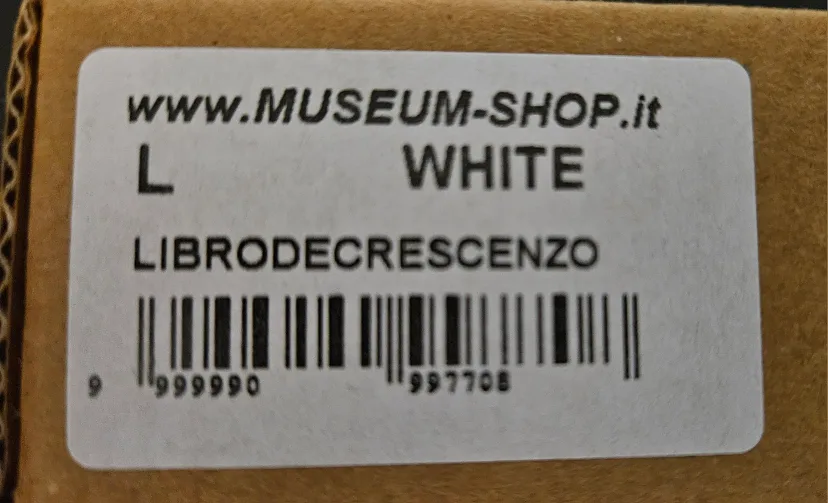 www.MUSEUM-SHOP.it
L WHITE
LIBRODECRESCENZO
9 999990 997708